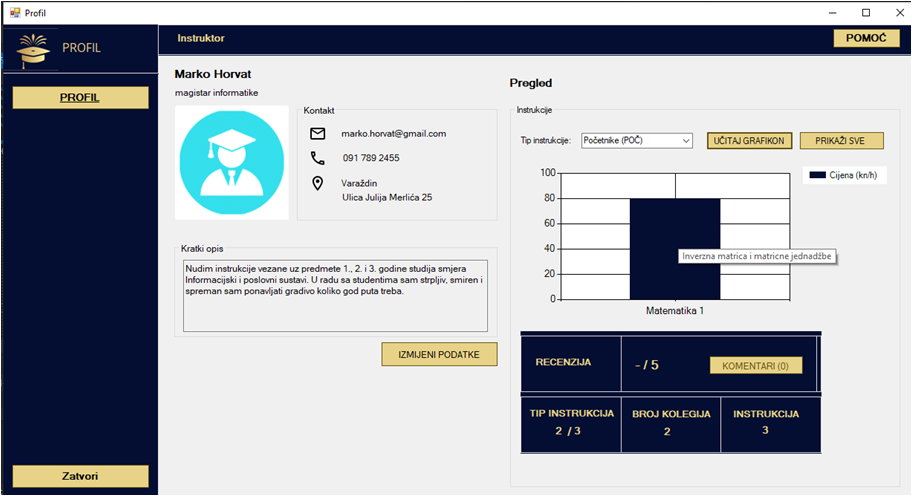 Profil
PROFIL
PROFIL
Zatvori
Instruktor
POMOĆ
Marko Horvat
magistar informatike
Kontakt
marko.horvat@gmail.com
091 789 2455
Varaždin
Ulica Julija Merlića 25
Kratki opis
Nudim instrukcije vezane uz predmete 1., 2. i 3. godine studija smjera
Informacijski i poslovni sustavi. U radu sa studentima sam strpljiv, smiren i
spreman sam ponavljati gradivo koliko god puta treba.
IZMIJENI PODATKE
Pregled
Instrukcije
Tip instrukcije:
Početnike (POČ)
UČITAJ GRAFIKON
PRIKAŽI SVE
Cijena (kn/h)
100
80
60
40
20
0
Inverzna matrica i matricne jednadžbe
Matematika 1
RECENZIJA
- / 5
KOMENTARI (0)
TIP INSTRUKCIJA
2 / 3
BROJ KOLEGIJA
2
INSTRUKCIJA
3